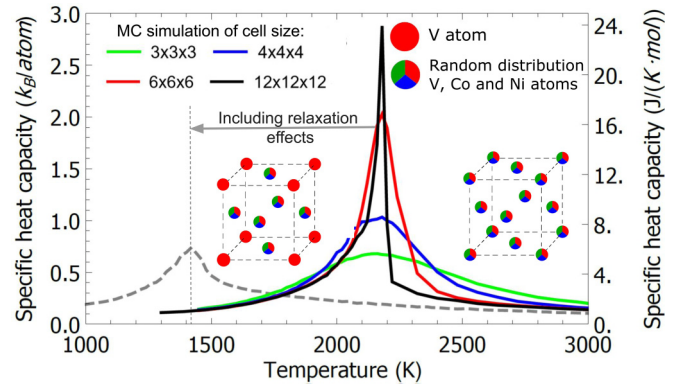 MC simulation of cell size:
3x3x3
4x4x4
6x6x6
12x12x12
V atom
Random distribution
V, Co and Ni atoms
Including relaxation
effects
Specific heat capacity (kB/atom)
3.0
2.5
2.0
1.5
1.0
0.5
0.0
Specific heat capacity (J/(K·mol))
24.
20.
16.
12.
8.
4.
0.
1000
1500
2000
2500
3000
Temperature (K)